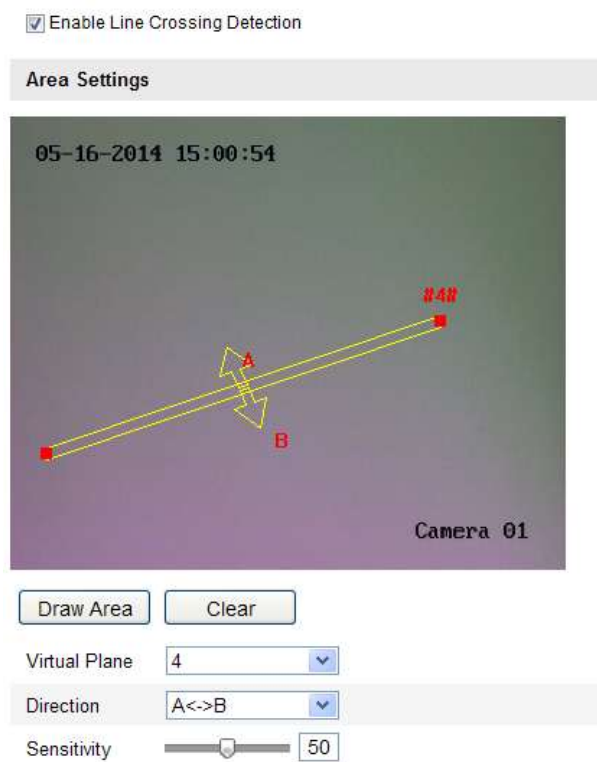 Enable Line Crossing Detection
Area Settings
05-16-2014 15:00:54
#4#
A
B
Camera 01
Draw Area Clear
Virtual Plane 4
Direction A<->B
Sensitivity 50